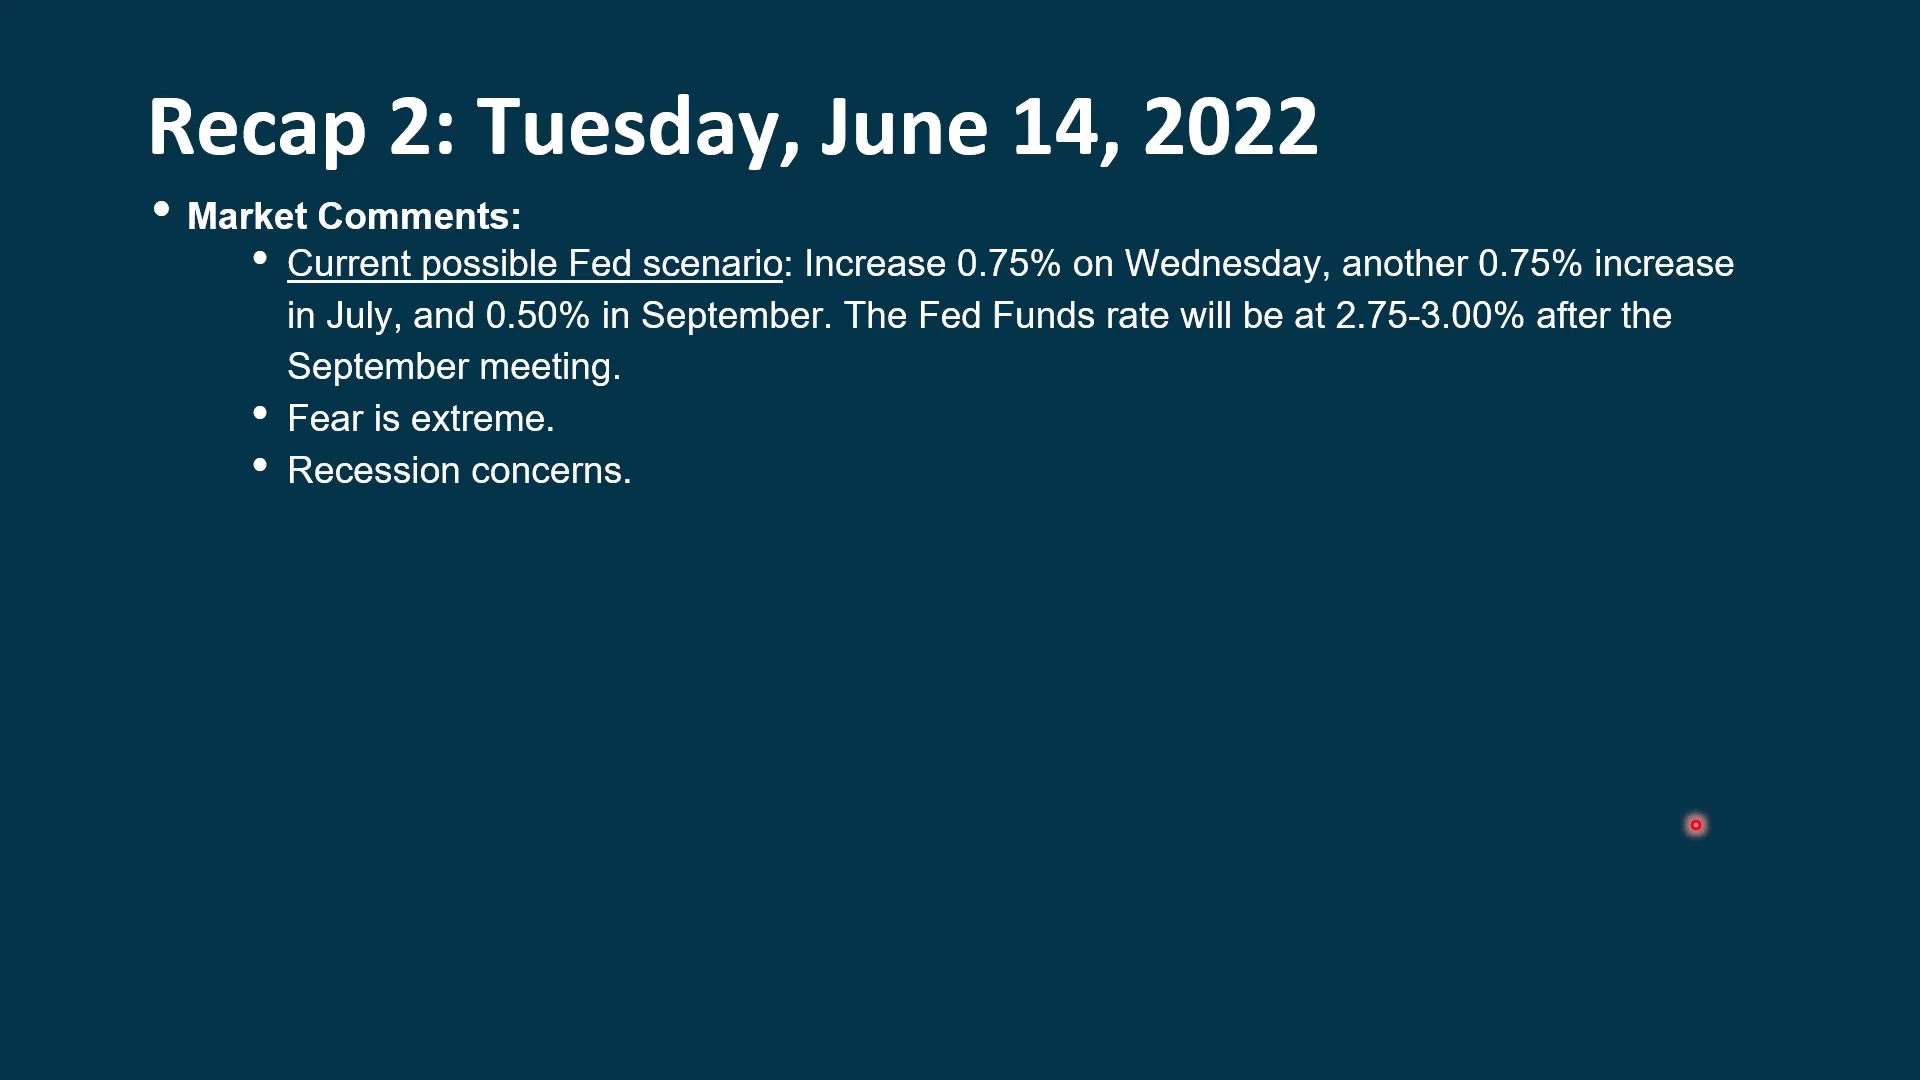 Recap 2: Tuesday, June 14, 2022
• Market Comments:
• Current possible Fed scenario: Increase 0.75% on Wednesday, another 0.75% increase
in July, and 0.50% in September. The Fed Funds rate will be at 2.75-3.00% after the
September meeting.
• Fear is extreme.
• Recession concerns.